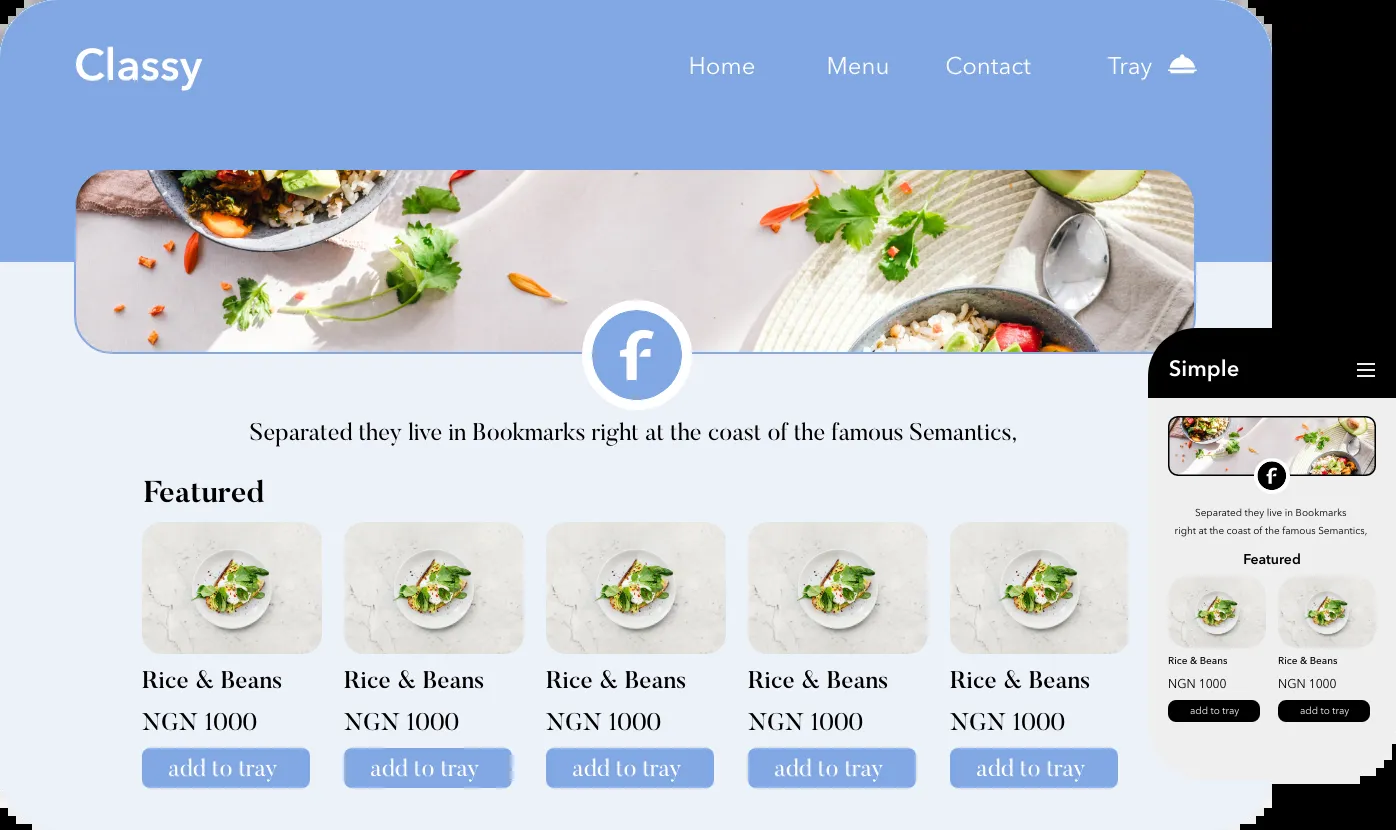 Classy
Home Menu Contact Tray
f
Separated they live in Bookmarks right at the coast of the famous Semantics,
Featured
Rice & Beans Rice & Beans Rice & Beans Rice & Beans Rice & Beans
NGN 1000 NGN 1000 NGN 1000 NGN 1000 NGN 1000
add to tray add to tray add to tray add to tray add to tray
Simple
f
Separated they live in Bookmarks
right at the coast of the famous Semantics,
Featured
Rice & Beans Rice & Beans
NGN 1000 NGN 1000
add to tray add to tray